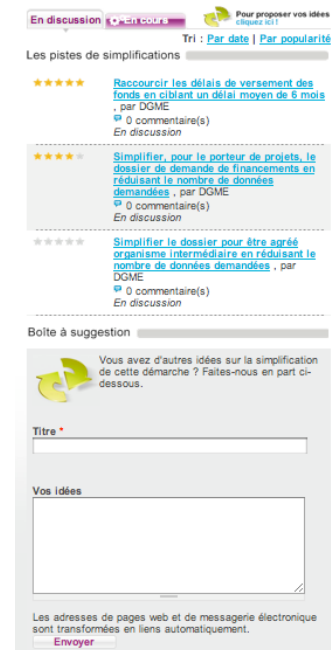 En discussion En cours Pour proposer vos idées
cliquez ici !
Tri : Par date | Par popularité
Les pistes de simplifications
Raccourcir les délais de versement des
fonds en ciblant un délai moyen de 6 mois
, par DGME
0 commentaire(s)
En discussion
Simplifier, pour le porteur de projets, le
dossier de demande de financements en
réduisant le nombre de données
demandées , par DGME
0 commentaire(s)
En discussion
Simplifier le dossier pour être agréé
organisme intermédiaire en réduisant le
nombre de données demandées , par
DGME
0 commentaire(s)
En discussion
Boîte à suggestion
Vous avez d'autres idées sur la simplification
de cette démarche ? Faites-nous en part ci-
dessous.
Titre *
Vos idées
Les adresses de pages web et de messagerie électronique
sont transformées en liens automatiquement.
Envoyer